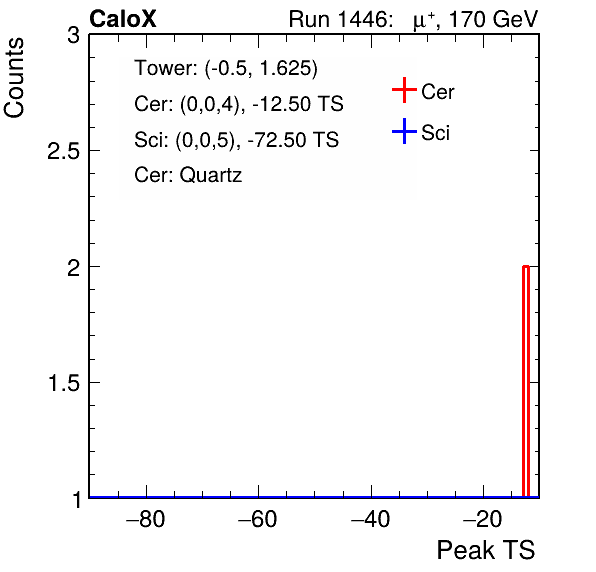 CaloX Run 1446: μ⁺, 170 GeV
Counts
3
2.5
2
1.5
1
Tower: (-0.5, 1.625)
Cer: (0,0,4), -12.50 TS
Sci: (0,0,5), -72.50 TS
Cer: Quartz
Cer
Sci
−80 −60 −40 −20
Peak TS